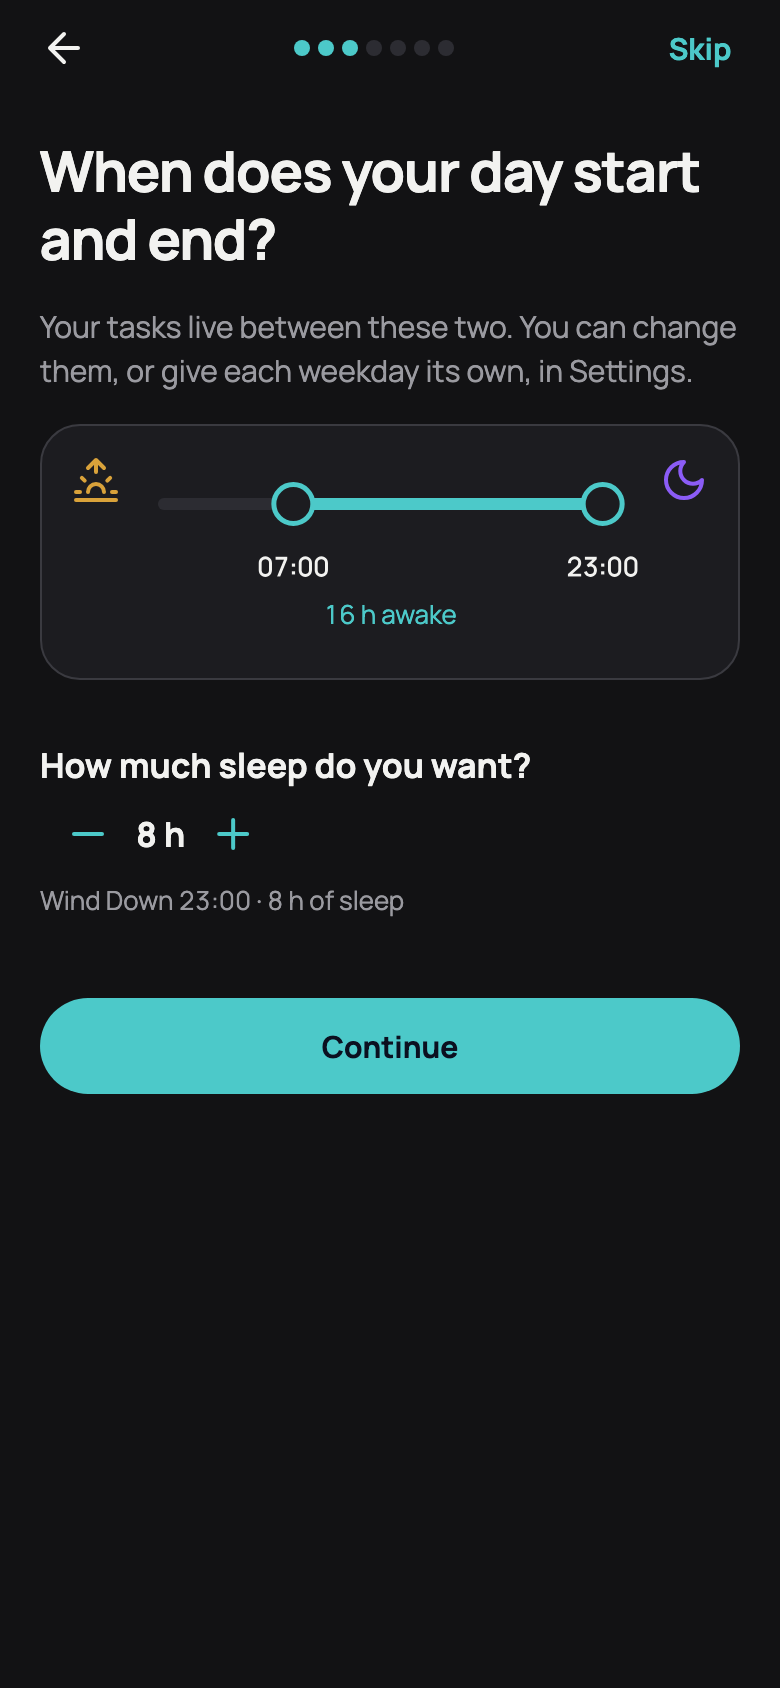 Skip
When does your day start
and end?
Your tasks live between these two. You can change
them, or give each weekday its own, in Settings.
07:00 23:00
16 h awake
How much sleep do you want?
8 h
Wind Down 23:00 · 8 h of sleep
Continue